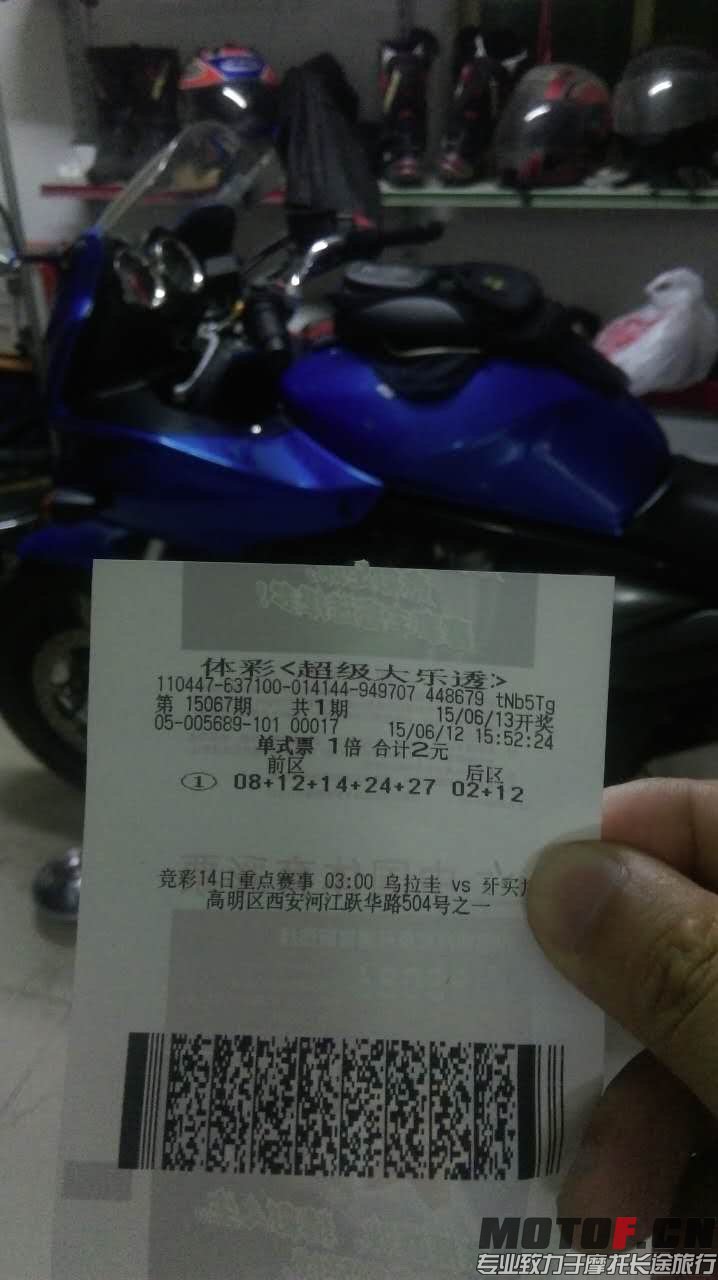 体彩<超级大乐透>
110447-637100-014144-949707 448679 tNb5Tg
第 15067期 共1期 15/06/13开奖
05-005689-101 00017 15/06/12 15:52:24
单式票 1倍 合计2元
前区 后区
① 08+12+14+24+27 02+12
竞彩14日重点赛事 03:00 乌拉圭 vs 牙买
高明区西安河江跃华路504号之一
MOTOF.CN
专业致力于摩托长途旅行